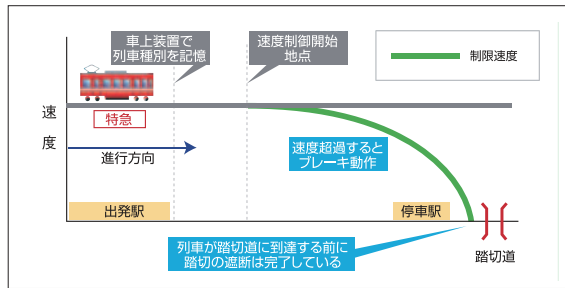 車上装置で
列車種別を記憶
速度制御開始
地点
制限速度
特急
速
度
進行方向
速度超過すると
ブレーキ動作
出発駅
停車駅
列車が踏切道に到達する前に
踏切の遮断は完了している
踏切道